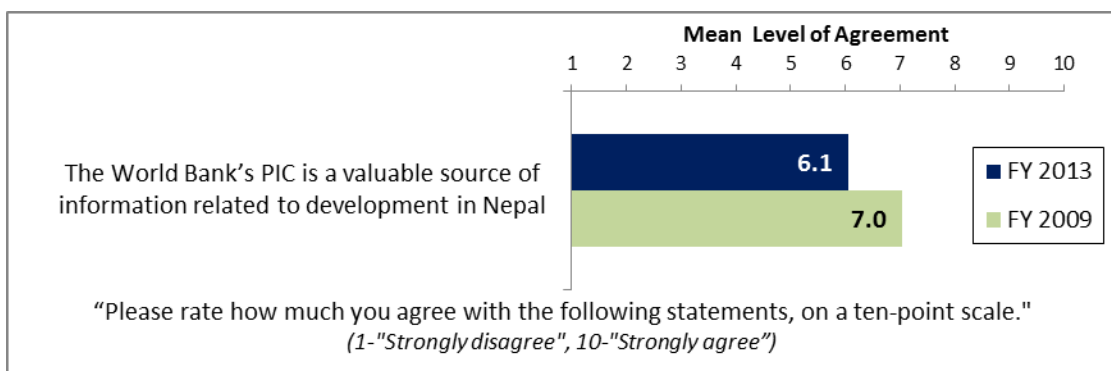 Mean Level of Agreement
1 2 3 4 5 6 7 8 9 10
The World Bank’s PIC is a valuable source of
information related to development in Nepal
6.1
7.0
FY 2013
FY 2009
“Please rate how much you agree with the following statements, on a ten-point scale."
(1-"Strongly disagree", 10-"Strongly agree”)